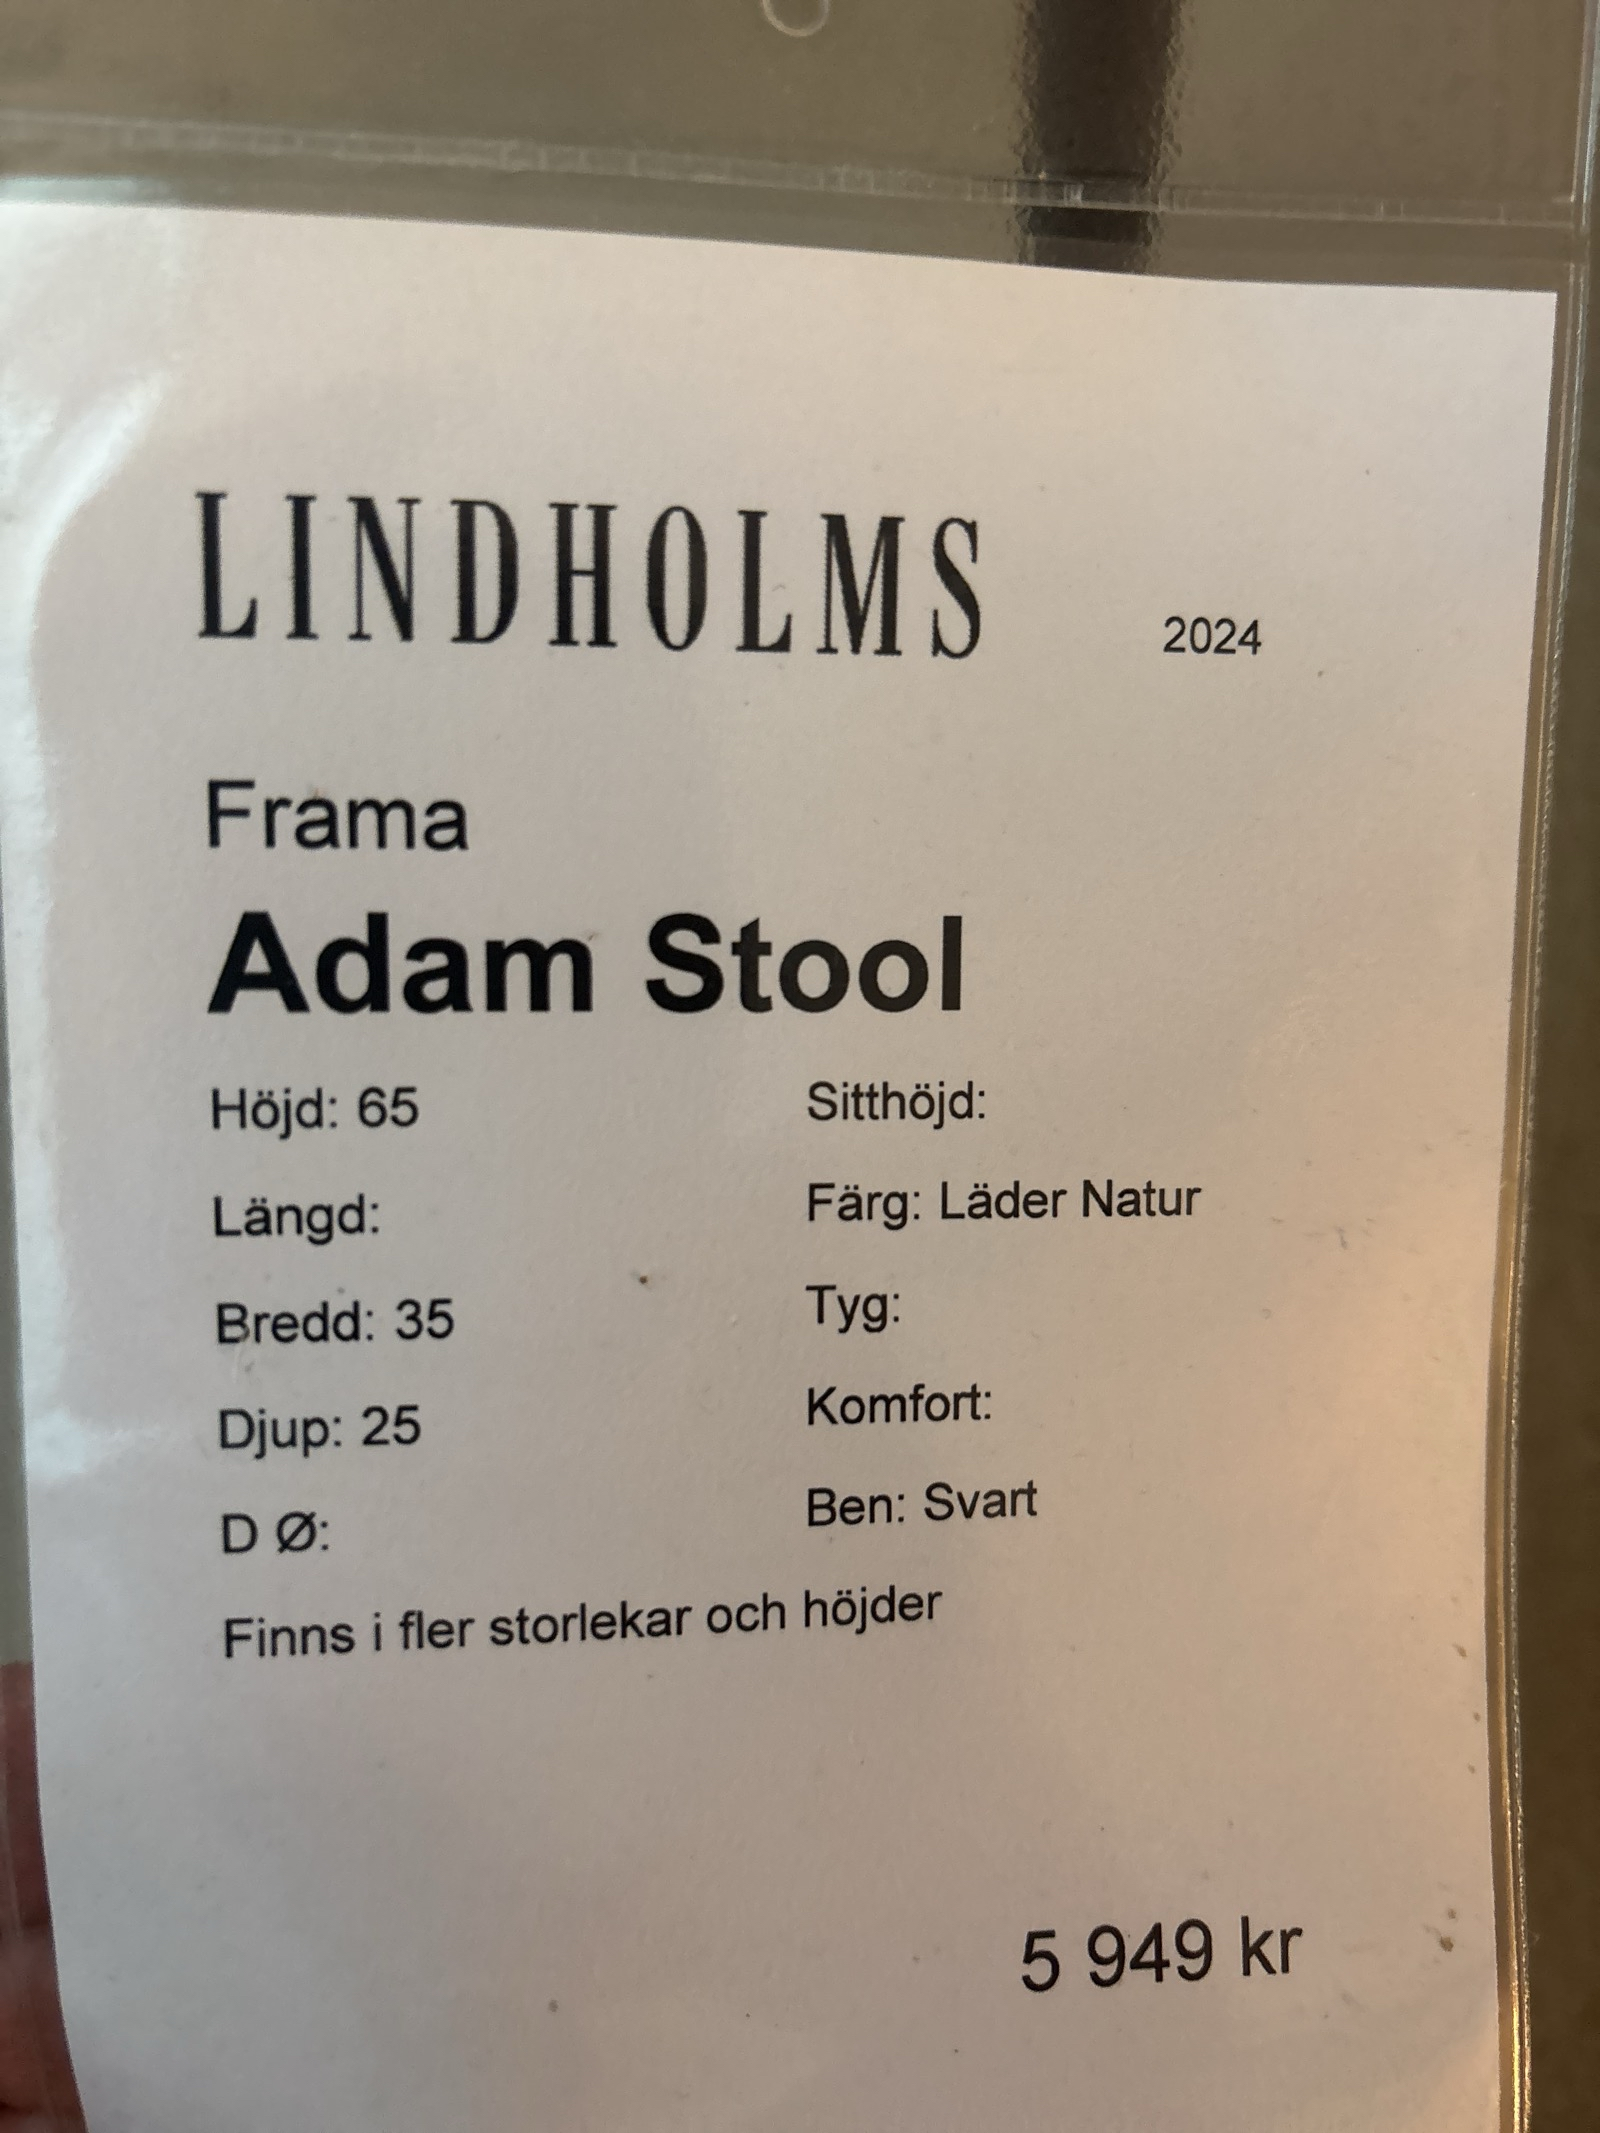 LINDHOLMS 2024
Frama
Adam Stool
Höjd: 65 Sitthöjd:
Längd: Färg: Läder Natur
Bredd: 35 Tyg:
Djup: 25 Komfort:
D Ø: Ben: Svart
Finns i fler storlekar och höjder
5 949 kr